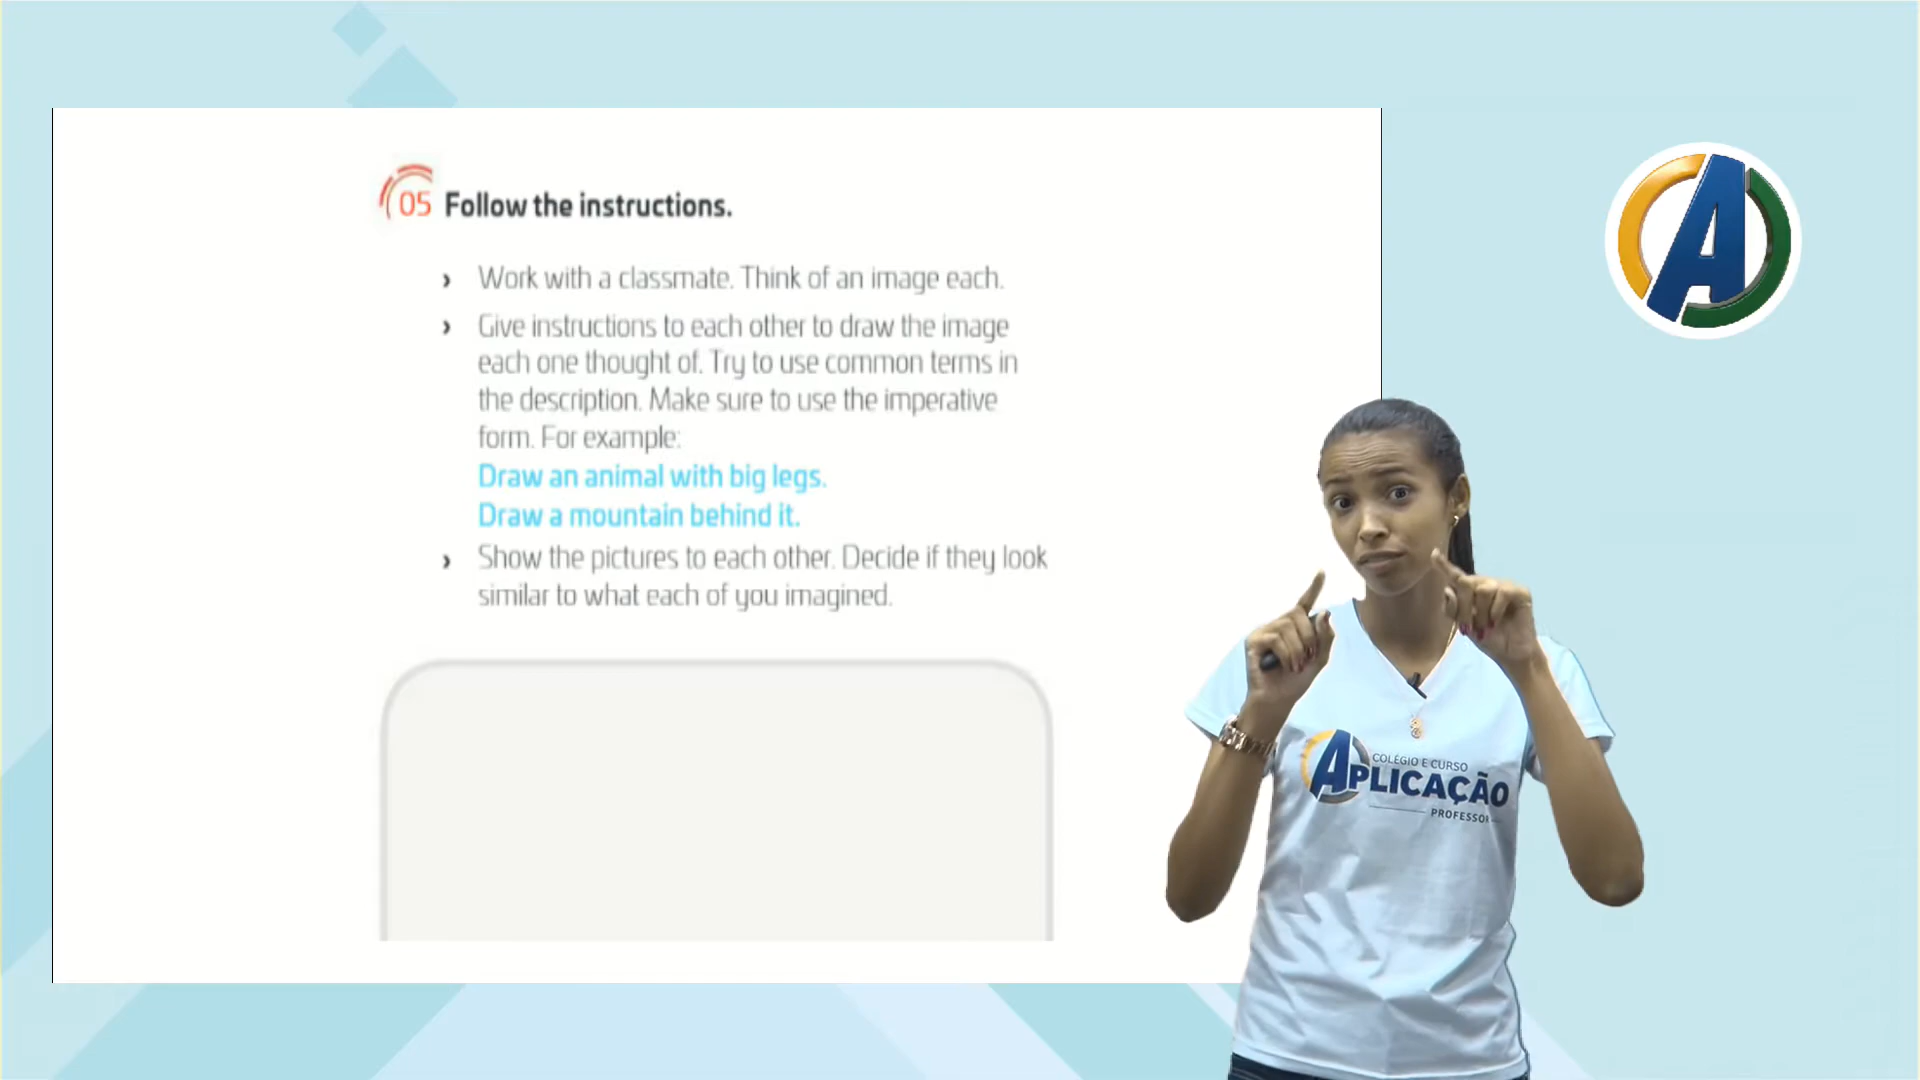 05 Follow the instructions.
› Work with a classmate. Think of an image each.
› Give instructions to each other to draw the image
each one thought of. Try to use common terms in
the description. Make sure to use the imperative
form. For example:
Draw an animal with big legs.
Draw a mountain behind it.
› Show the pictures to each other. Decide if they look
similar to what each of you imagined.
A
COLÉGIO E CURSO
APLICAÇÃO
PROFESSOR